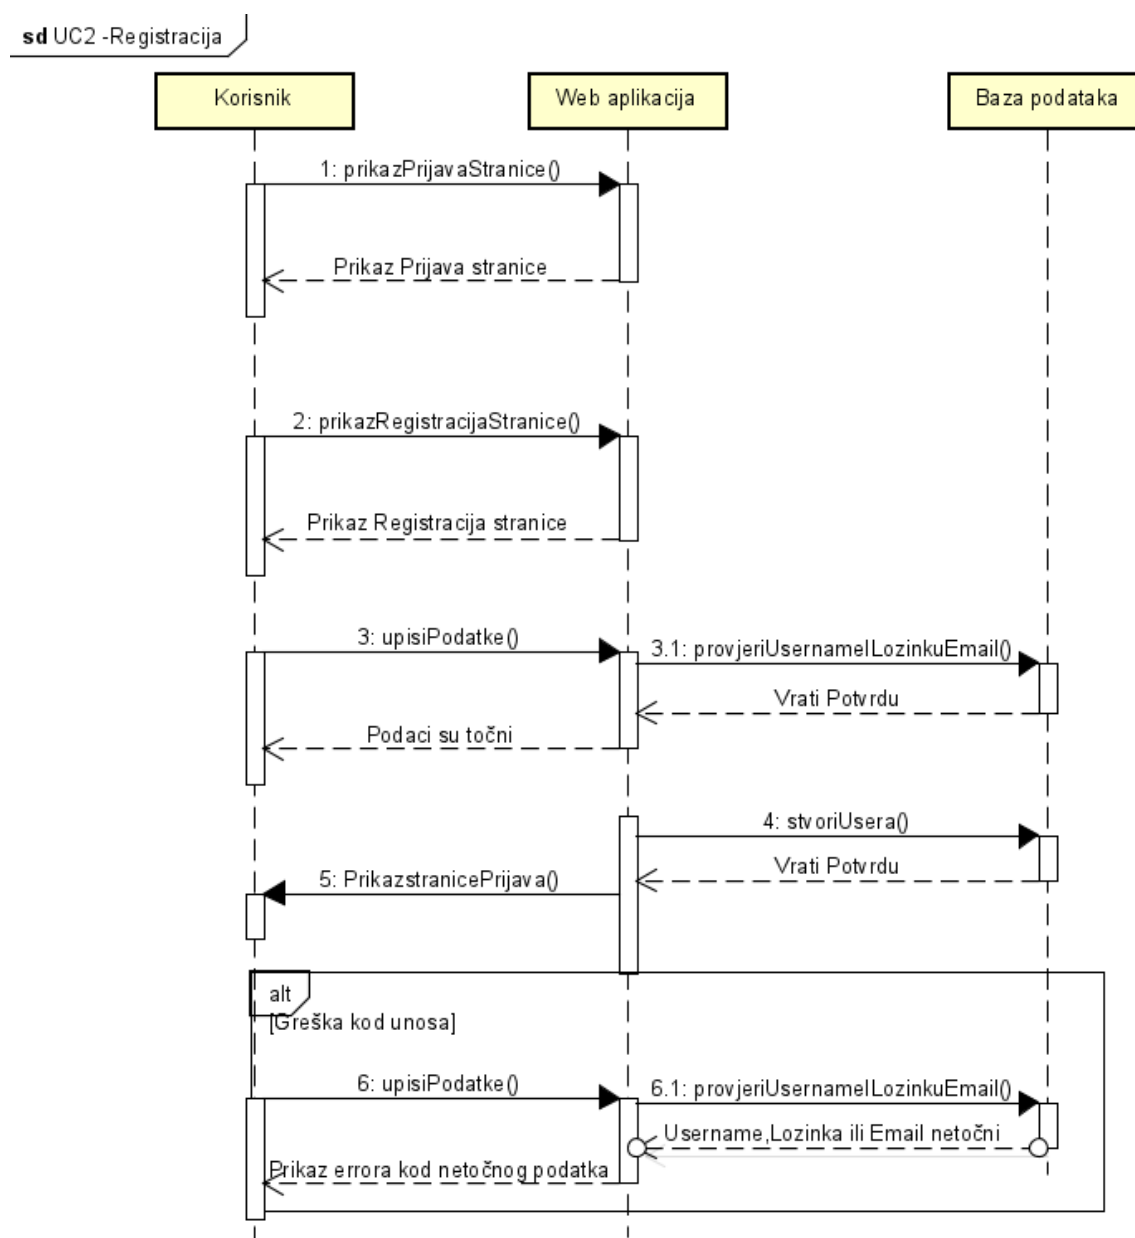 sd UC2 -Registracija
Korisnik
Web aplikacija
Baza podataka
1: prikazPrijavaStranice()
Prikaz Prijava stranice
2: prikazRegistracijaStranice()
Prikaz Registracija stranice
3: upisiPodatke()
3.1: provjeriUsernameILozinkuEmail()
Vrati Potvrdu
Podaci su točni
4: stvoriUsera()
Vrati Potvrdu
5: PrikazstranicePrijava()
alt
[Greška kod unosa]
6: upisiPodatke()
6.1: provjeriUsernameILozinkuEmail()
Username,Lozinka ili Email netočni
Prikaz errora kod netočnog podatka